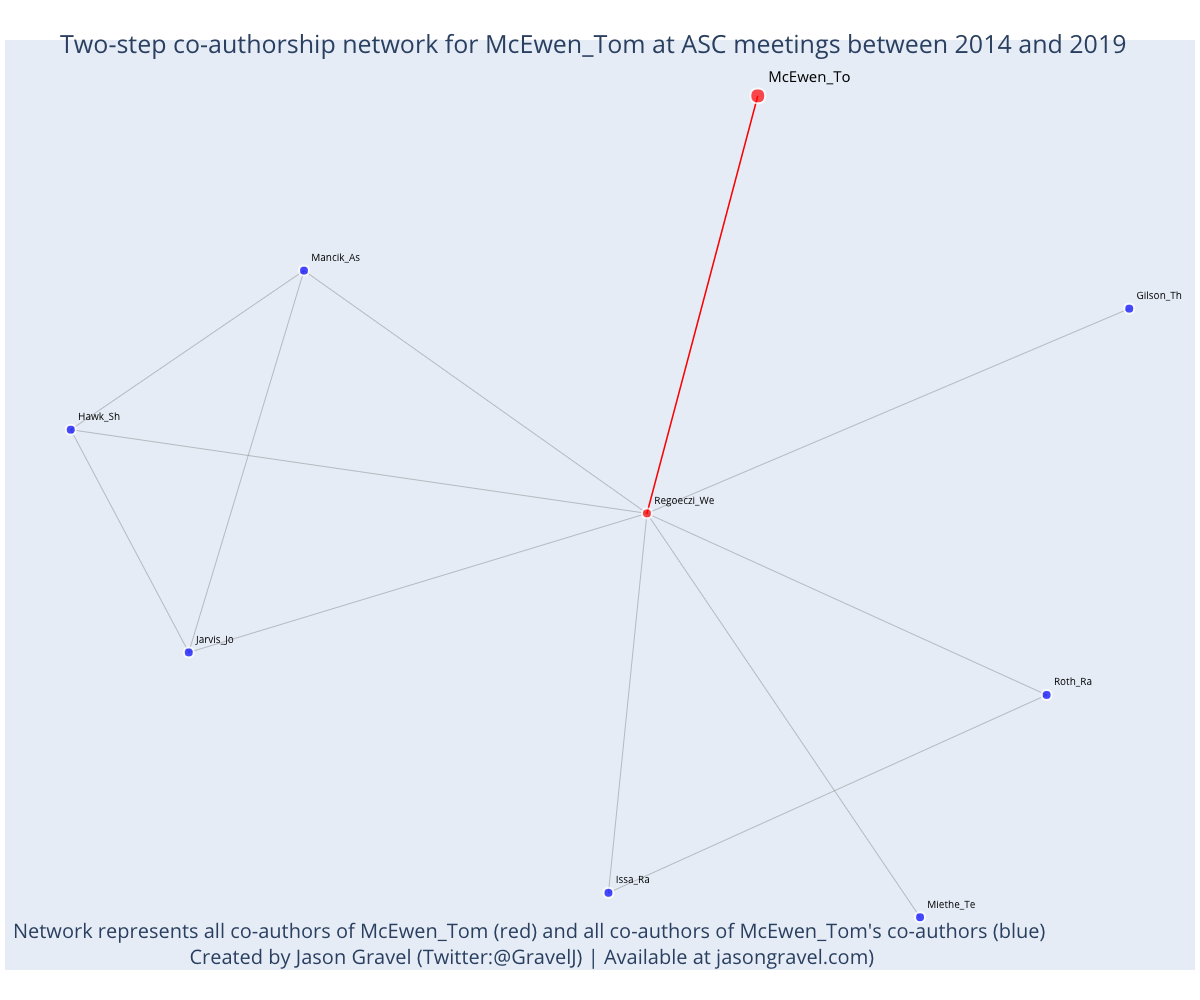 Two-step co-authorship network for McEwen_Tom at ASC meetings between 2014 and 2019
McEwen_To
Mancik_As
Gilson_Th
Hawk_Sh
Regoeczi_We
Jarvis_Jo
Roth_Ra
Issa_Ra
Miethe_Te
Network represents all co-authors of McEwen_Tom (red) and all co-authors of McEwen_Tom's co-authors (blue)
Created by Jason Gravel (Twitter:@GravelJ) | Available at jasongravel.com)